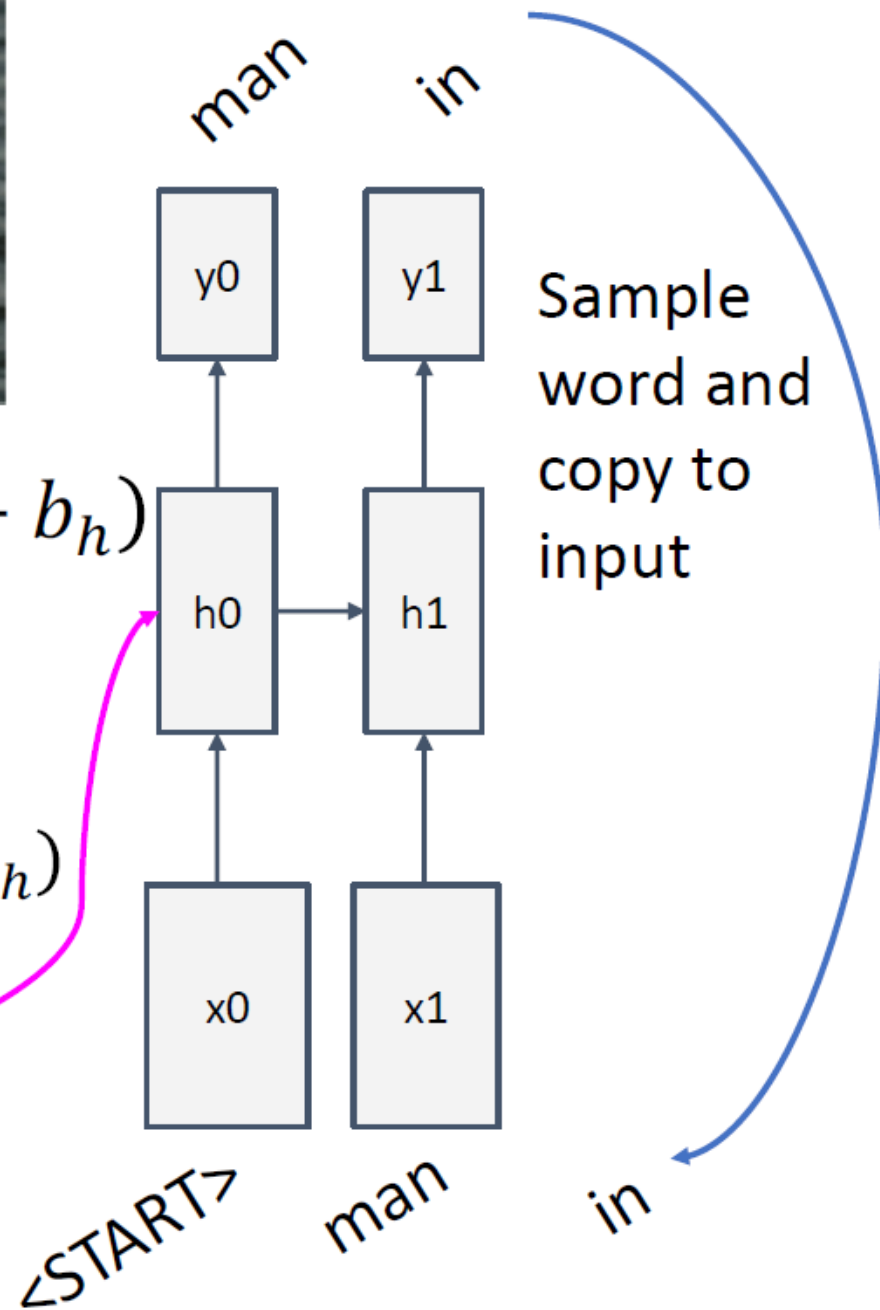 man in
y0 y1
Sample
word and
copy to
input
b_h)
h0 h1
h)
x0 x1
<START> man in